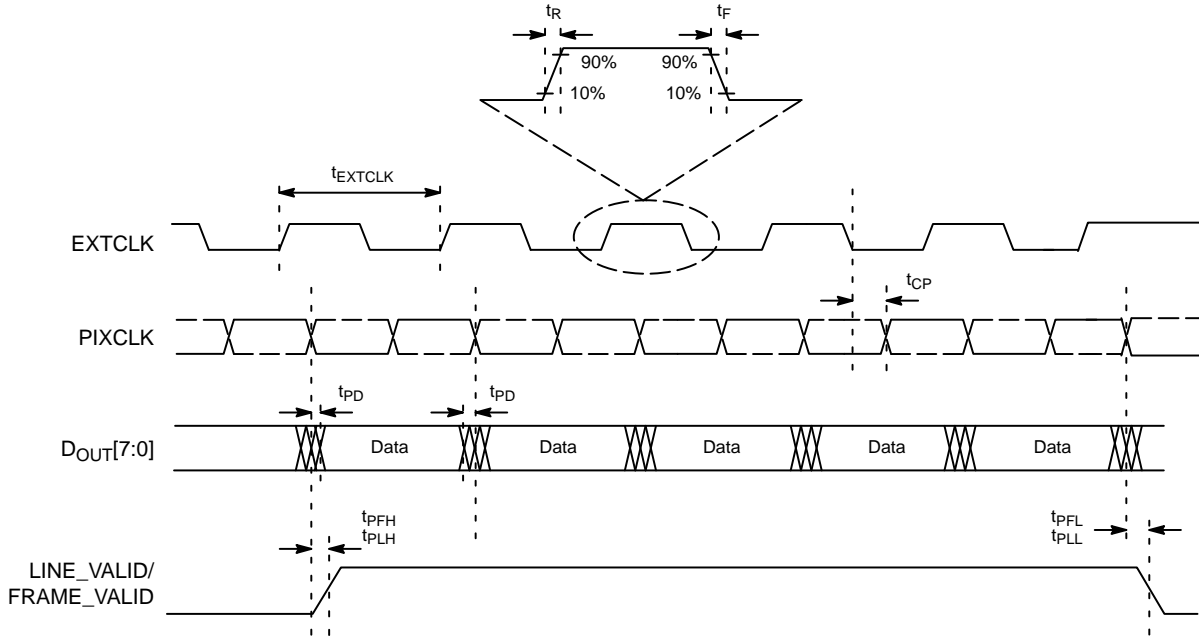 tR tF
90% 90%
10% 10%
tEXTCLK
EXTCLK
tCP
PIXCLK
tPD tPD
DOUT[7:0] Data Data Data Data Data
tPFH tPFL
tPLH tPLL
LINE_VALID/
FRAME_VALID